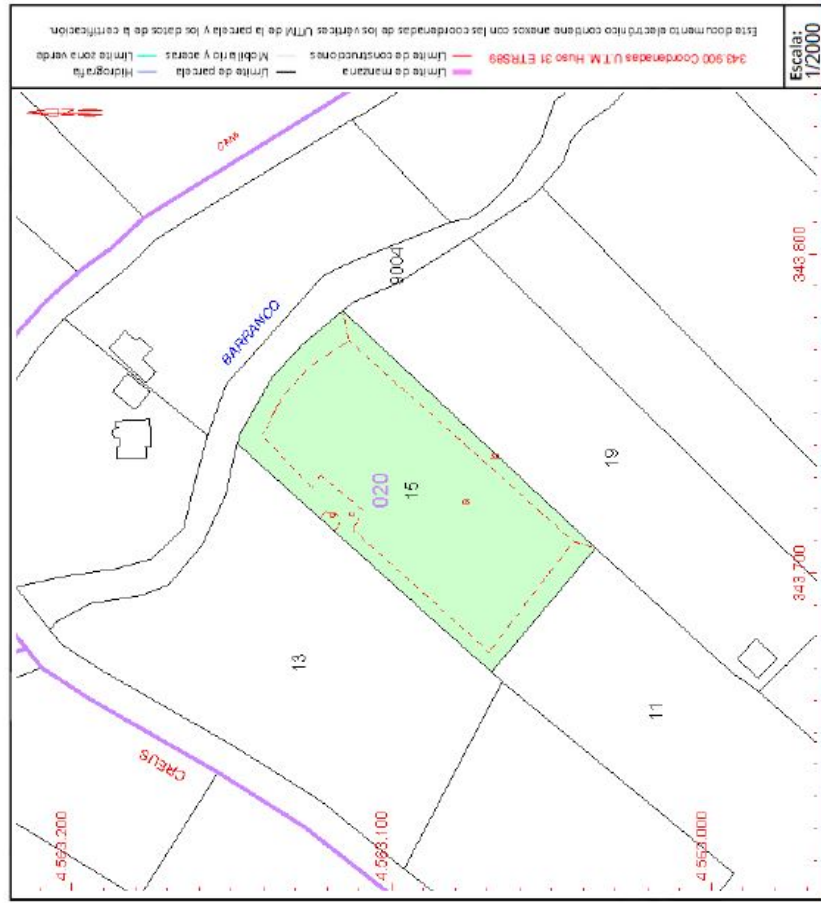 Escala:
1/2000
CREUS
BARRANCO
9004
13
020
15
19
11
4.563.200
4.563.100
4.563.000
343.700
343.800
343.900 Coordenadas U.T.M. Huso 31 ETRS89
Límite de manzana
Límite de construcciones
Límite de parcela
Mobiliario y aceras
Límite zona verde
Hidrografía
Este documento electrónico contiene anexos con las coordenadas de los vértices UTM de la parcela y los datos de la certificación.